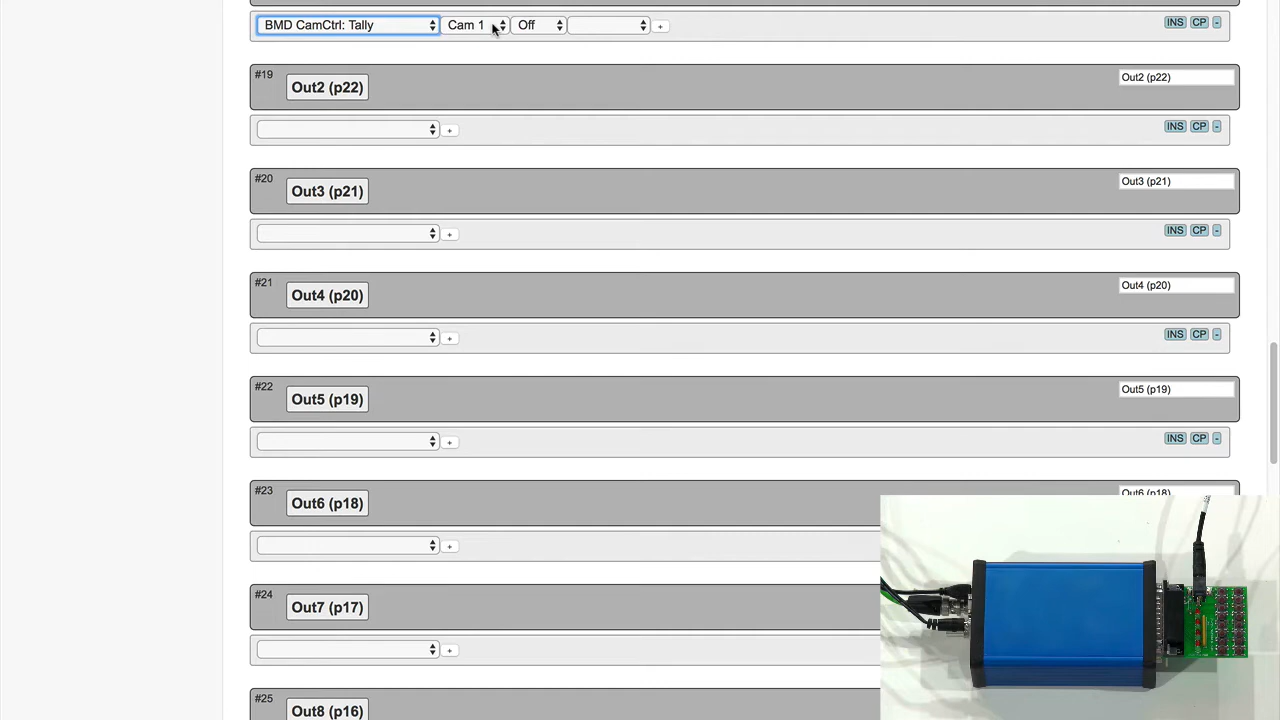 BMD CamCtrl: Tally Cam 1 Off + INS CP -
#19 Out2 (p22) Out2 (p22)
+ INS CP -
#20 Out3 (p21) Out3 (p21)
+ INS CP -
#21 Out4 (p20) Out4 (p20)
+ INS CP -
#22 Out5 (p19) Out5 (p19)
+ INS CP -
#23 Out6 (p18) Out6 (p18)
+
#24 Out7 (p17)
+
#25 Out8 (p16)